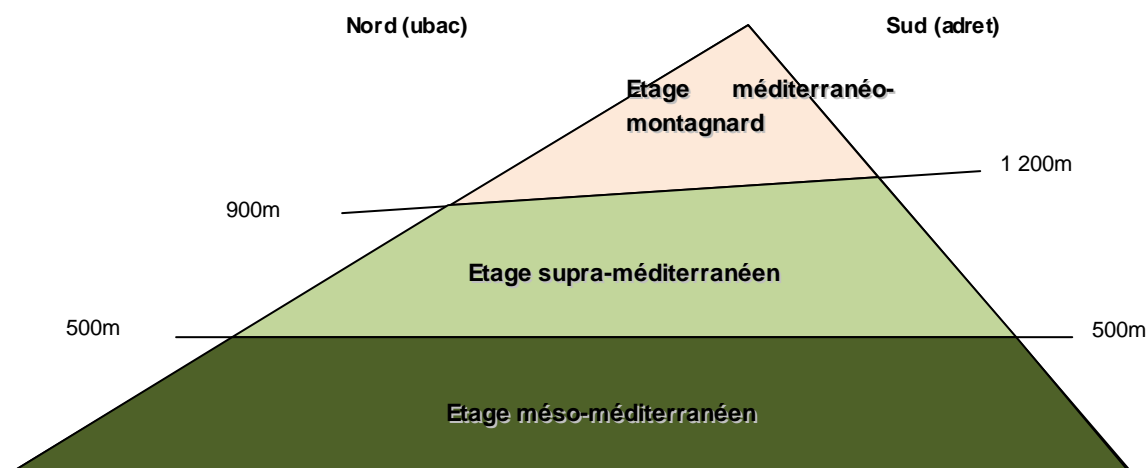 Nord (ubac) Sud (adret)
Etage méditerranéo-
montagnard
1 200m
900m
Etage supra-méditerranéen
500m 500m
Etage méso-méditerranéen